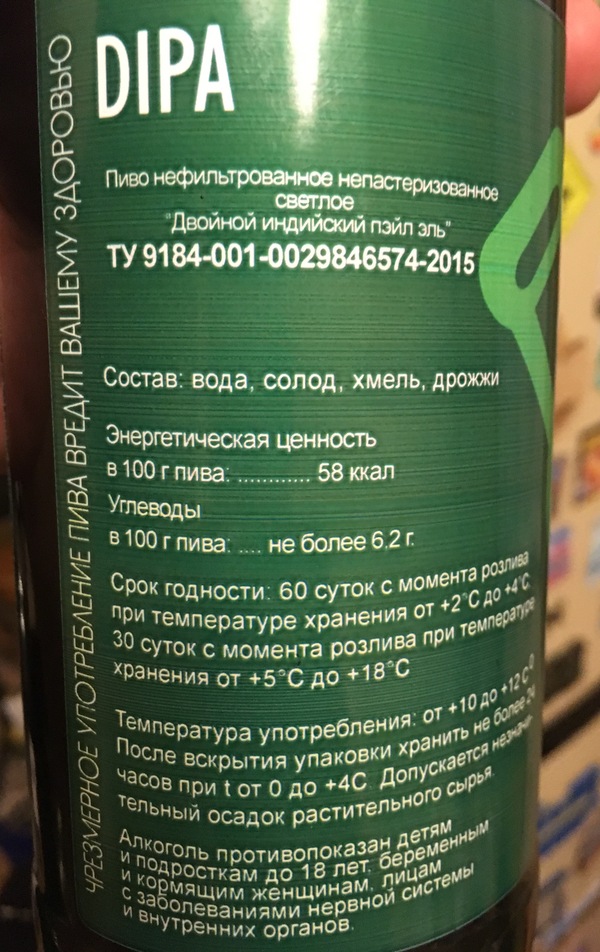 DIPA
Пиво нефильтрованное непастеризованное
светлое
"Двойной индийский пэйл эль"
ТУ 9184-001-0029846574-2015
Состав: вода, солод, хмель, дрожжи
Энергетическая ценность
в 100 г пива: ............ 58 ккал
Углеводы
в 100 г пива: .... не более 6.2 г.
Срок годности: 60 суток с момента розлива
при температуре хранения от +2°C до +4°C.
30 суток с момента розлива при температуре
хранения от +5°C до +18°C
Температура употребления: от +10 до +12 C°
После вскрытия упаковки хранить не более 24
часов при t от 0 до +4C Допускается незначи-
тельный осадок растительного сырья.
Алкоголь противопоказан детям
и подросткам до 18 лет, беременным
и кормящим женщинам, лицам
с заболеваниями нервной системы
и внутренних органов.
ЧРЕЗМЕРНОЕ УПОТРЕБЛЕНИЕ ПИВА ВРЕДИТ ВАШЕМУ ЗДОРОВЬЮ